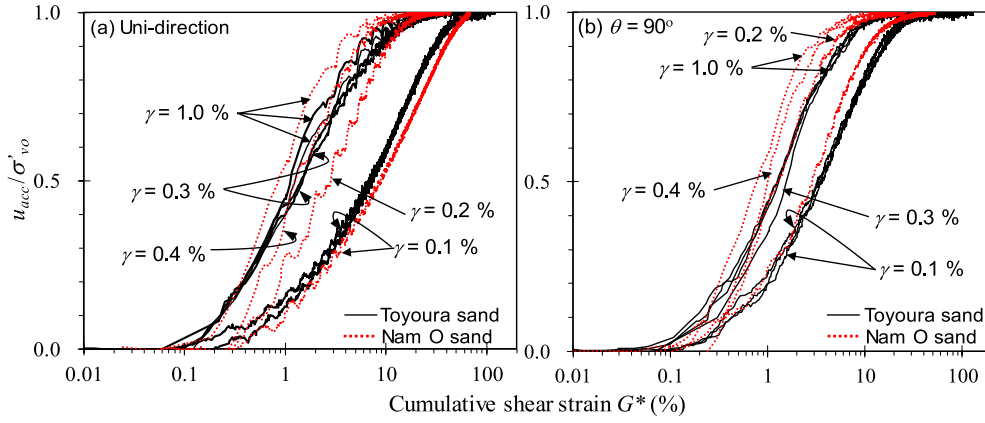 (a) Uni-direction
1.0
0.5
0.0
u_acc/σ'_vo
γ = 1.0 %
γ = 0.3 %
γ = 0.4 %
γ = 0.2 %
γ = 0.1 %
Toyoura sand
Nam O sand
0.01 0.1 1 10 100
(b) θ = 90°
1.0
0.5
0.0
γ = 0.2 %
γ = 1.0 %
γ = 0.4 %
γ = 0.3 %
γ = 0.1 %
Toyoura sand
Nam O sand
0.01 0.1 1 10 100
Cumulative shear strain G* (%)